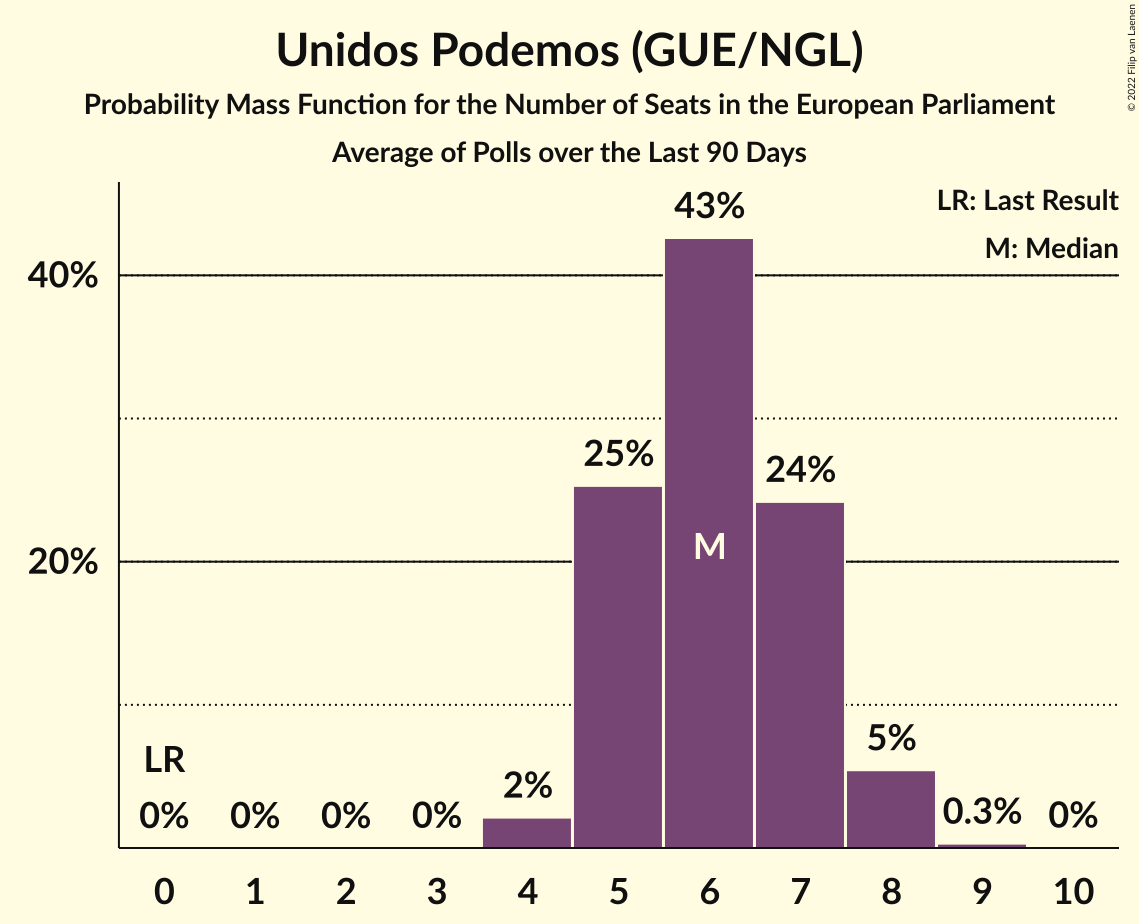 Unidos Podemos (GUE/NGL)
Probability Mass Function for the Number of Seats in the European Parliament
Average of Polls over the Last 90 Days
© 2022 Filip van Laenen
LR: Last Result
M: Median
43%
40%
25%
24%
M
20%
LR
5%
2%
0% 0% 0% 0% 0.3% 0%
0 1 2 3 4 5 6 7 8 9 10